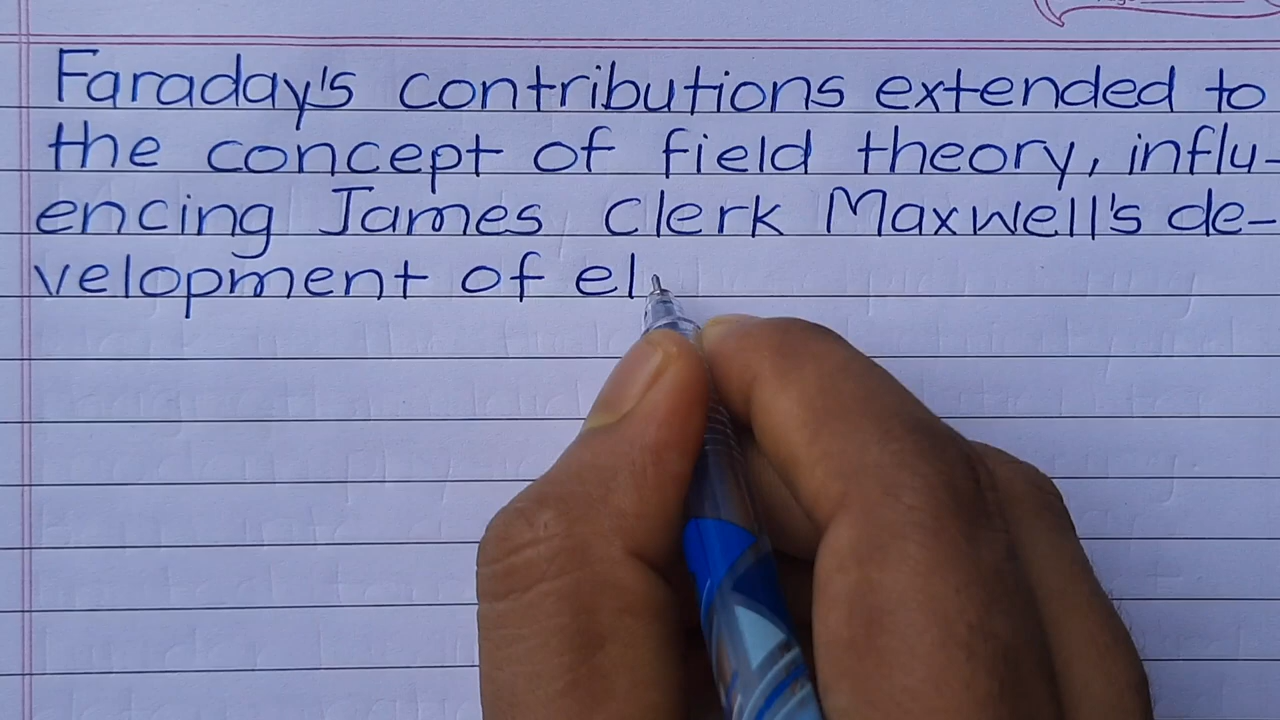 Faraday's contributions extended to
the concept of field theory, influ-
encing James Clerk Maxwell's de-
velopment of el